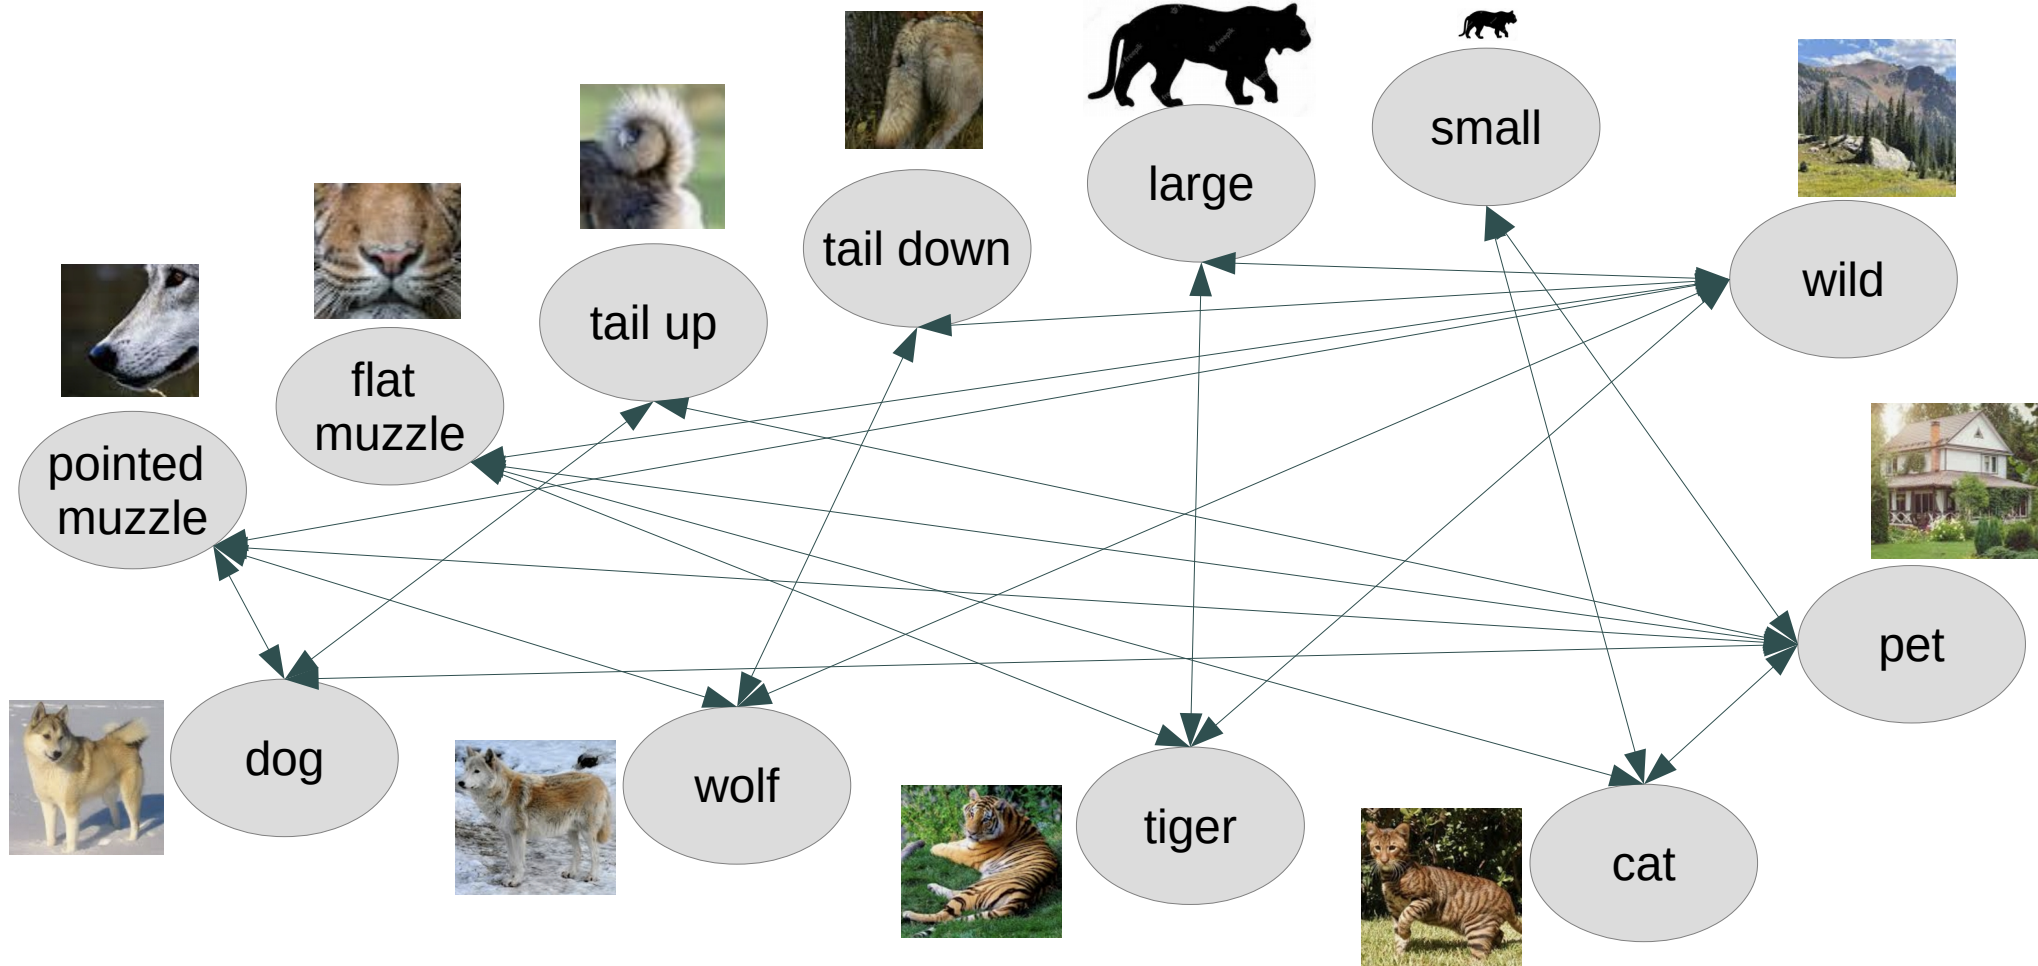 small
large
tail down
wild
tail up
flat
muzzle
pointed
muzzle
pet
dog
wolf
tiger
cat